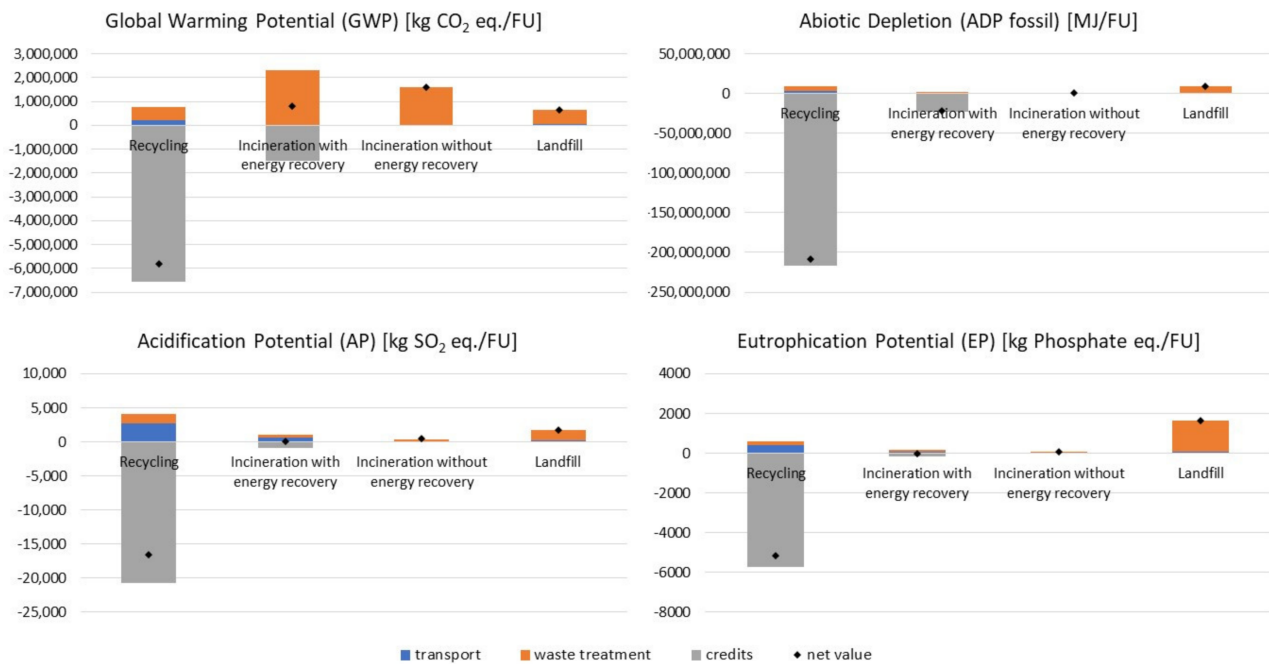 Global Warming Potential (GWP) [kg CO₂ eq./FU]
3,000,000
2,000,000
1,000,000
0
-1,000,000
-2,000,000
-3,000,000
-4,000,000
-5,000,000
-6,000,000
-7,000,000
Recycling
Incineration with
energy recovery
Incineration without
energy recovery
Landfill
Abiotic Depletion (ADP fossil) [MJ/FU]
50,000,000
0
-50,000,000
-100,000,000
-150,000,000
-200,000,000
-250,000,000
Recycling
Incineration with
energy recovery
Incineration without
energy recovery
Landfill
Acidification Potential (AP) [kg SO₂ eq./FU]
10,000
5,000
0
-5,000
-10,000
-15,000
-20,000
-25,000
Recycling
Incineration with
energy recovery
Incineration without
energy recovery
Landfill
Eutrophication Potential (EP) [kg Phosphate eq./FU]
4000
2000
0
-2000
-4000
-6000
-8000
Recycling
Incineration with
energy recovery
Incineration without
energy recovery
Landfill
transport
waste treatment
credits
net value